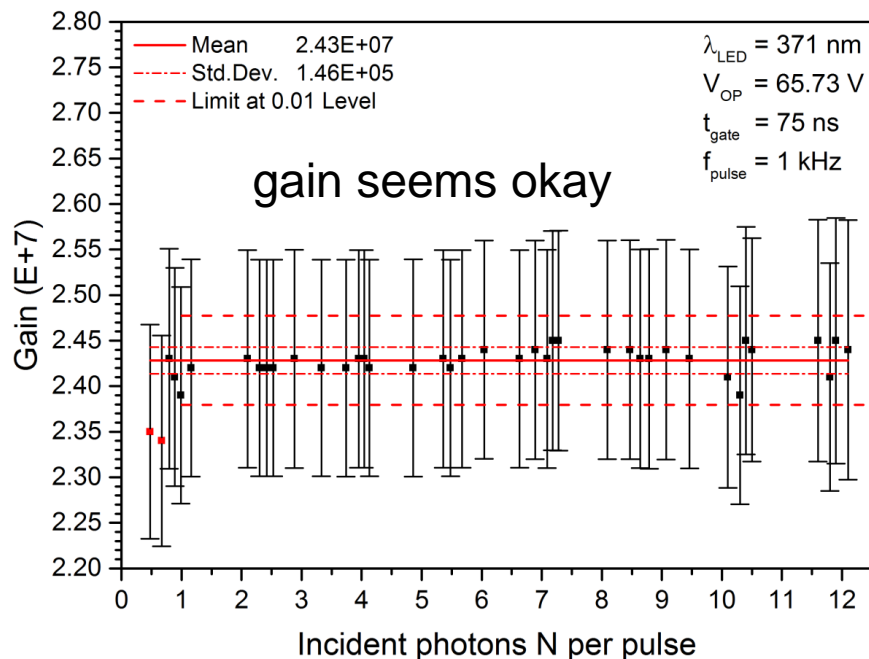 2.80
2.75
2.70
2.65
2.60
2.55
2.50
2.45
2.40
2.35
2.30
2.25
2.20
Gain (E+7)
Mean 2.43E+07
Std.Dev. 1.46E+05
Limit at 0.01 Level
λLED = 371 nm
VOP = 65.73 V
tgate = 75 ns
fpulse = 1 kHz
gain seems okay
0 1 2 3 4 5 6 7 8 9 10 11 12
Incident photons N per pulse